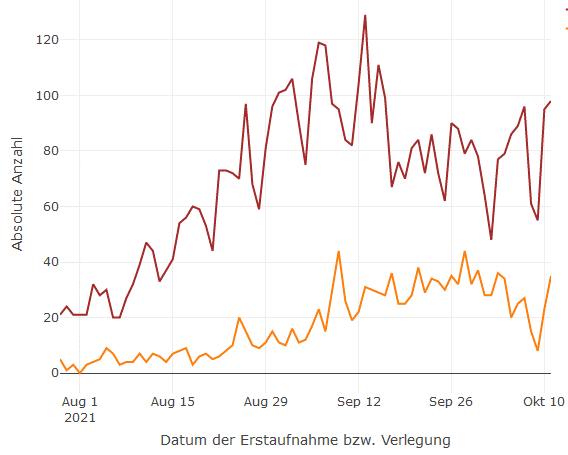 120
100
80
60
40
20
0
Absolute Anzahl
Aug 1 Aug 15 Aug 29 Sep 12 Sep 26 Okt 10
2021
Datum der Erstaufnahme bzw. Verlegung